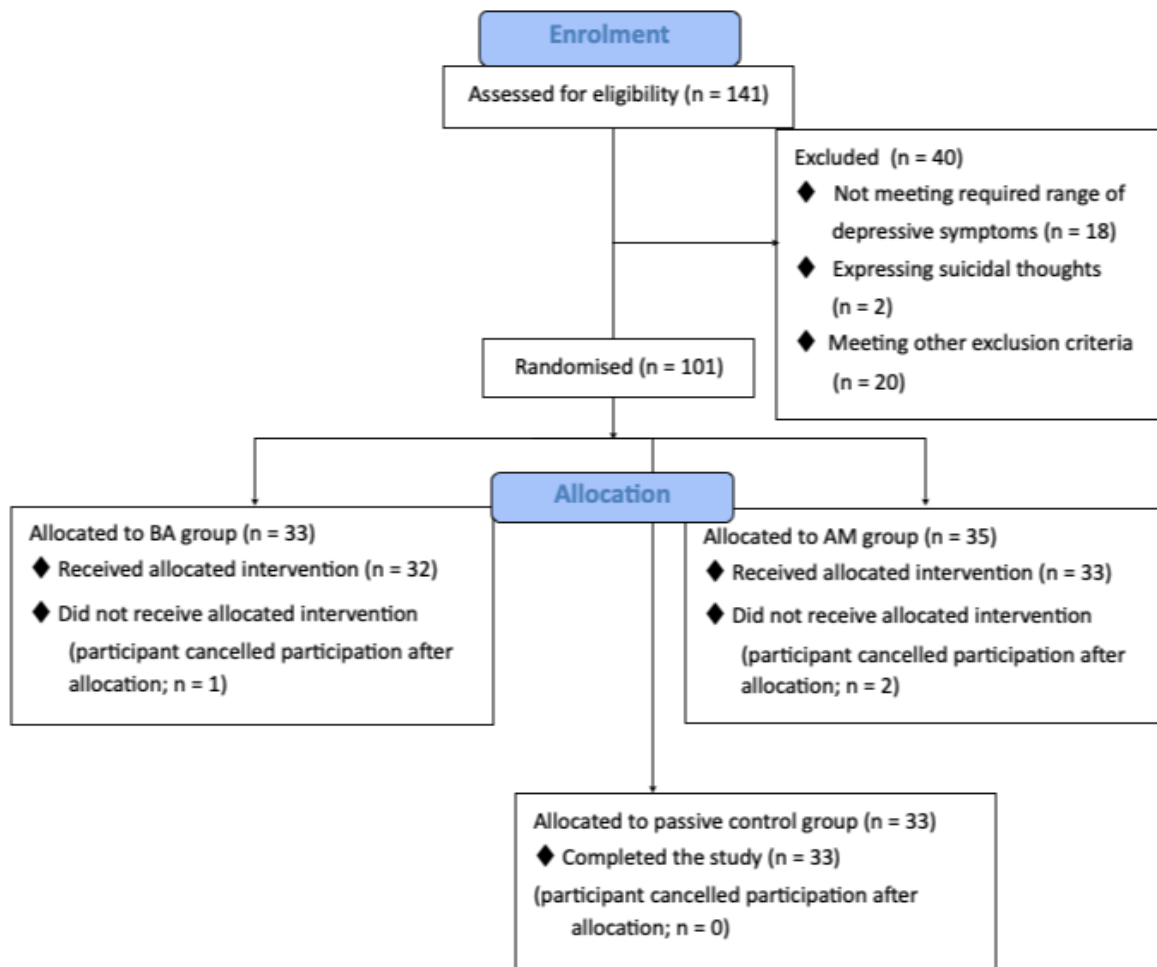 Enrolment
Assessed for eligibility (n = 141)
Excluded (n = 40)
♦ Not meeting required range of
depressive symptoms (n = 18)
♦ Expressing suicidal thoughts
(n = 2)
♦ Meeting other exclusion criteria
(n = 20)
Randomised (n = 101)
Allocation
Allocated to BA group (n = 33)
♦ Received allocated intervention (n = 32)
♦ Did not receive allocated intervention
(participant cancelled participation after
allocation; n = 1)
Allocated to AM group (n = 35)
♦ Received allocated intervention (n = 33)
♦ Did not receive allocated intervention
(participant cancelled participation after
allocation; n = 2)
Allocated to passive control group (n = 33)
♦ Completed the study (n = 33)
(participant cancelled participation after
allocation; n = 0)